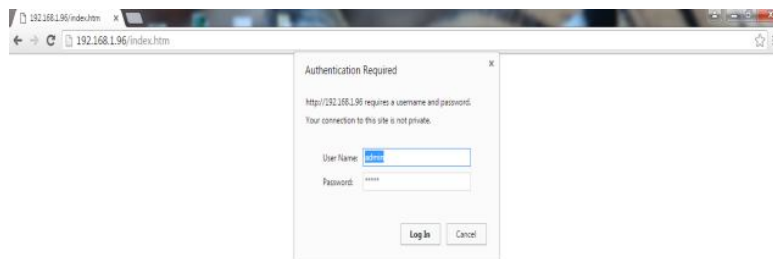 192.168.1.96/index.htm x
192.168.1.96/index.htm
Authentication Required x
http://192.168.1.96 requires a username and password.
Your connection to this site is not private.
User Name: admin
Password: *****
Log In Cancel